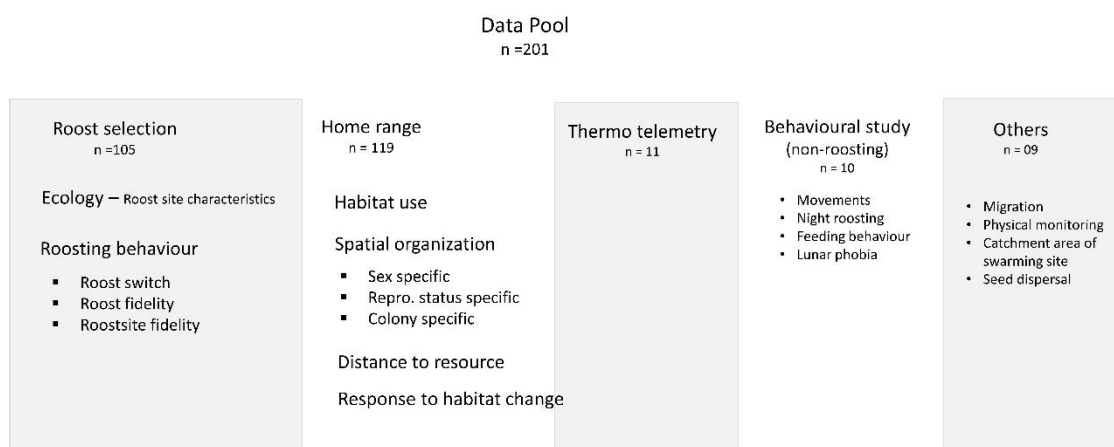 Data Pool
n =201
Roost selection
n =105
Ecology – Roost site characteristics
Roosting behaviour
▪ Roost switch
▪ Roost fidelity
▪ Roostsite fidelity
Home range
n = 119
Habitat use
Spatial organization
▪ Sex specific
▪ Repro. status specific
▪ Colony specific
Distance to resource
Response to habitat change
Thermo telemetry
n = 11
Behavioural study
(non-roosting)
n = 10
• Movements
• Night roosting
• Feeding behaviour
• Lunar phobia
Others
n = 09
• Migration
• Physical monitoring
• Catchment area of
swarming site
• Seed dispersal